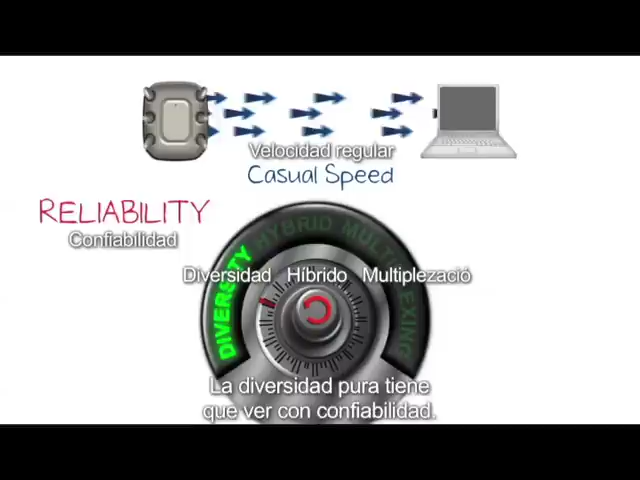 Velocidad regular
Casual Speed
RELIABILITY
Confiabilidad
DIVERSITY HYBRID MULTIPLEXING
Diversidad Híbrido Multiplezació
La diversidad pura tiene
que ver con confiabilidad.